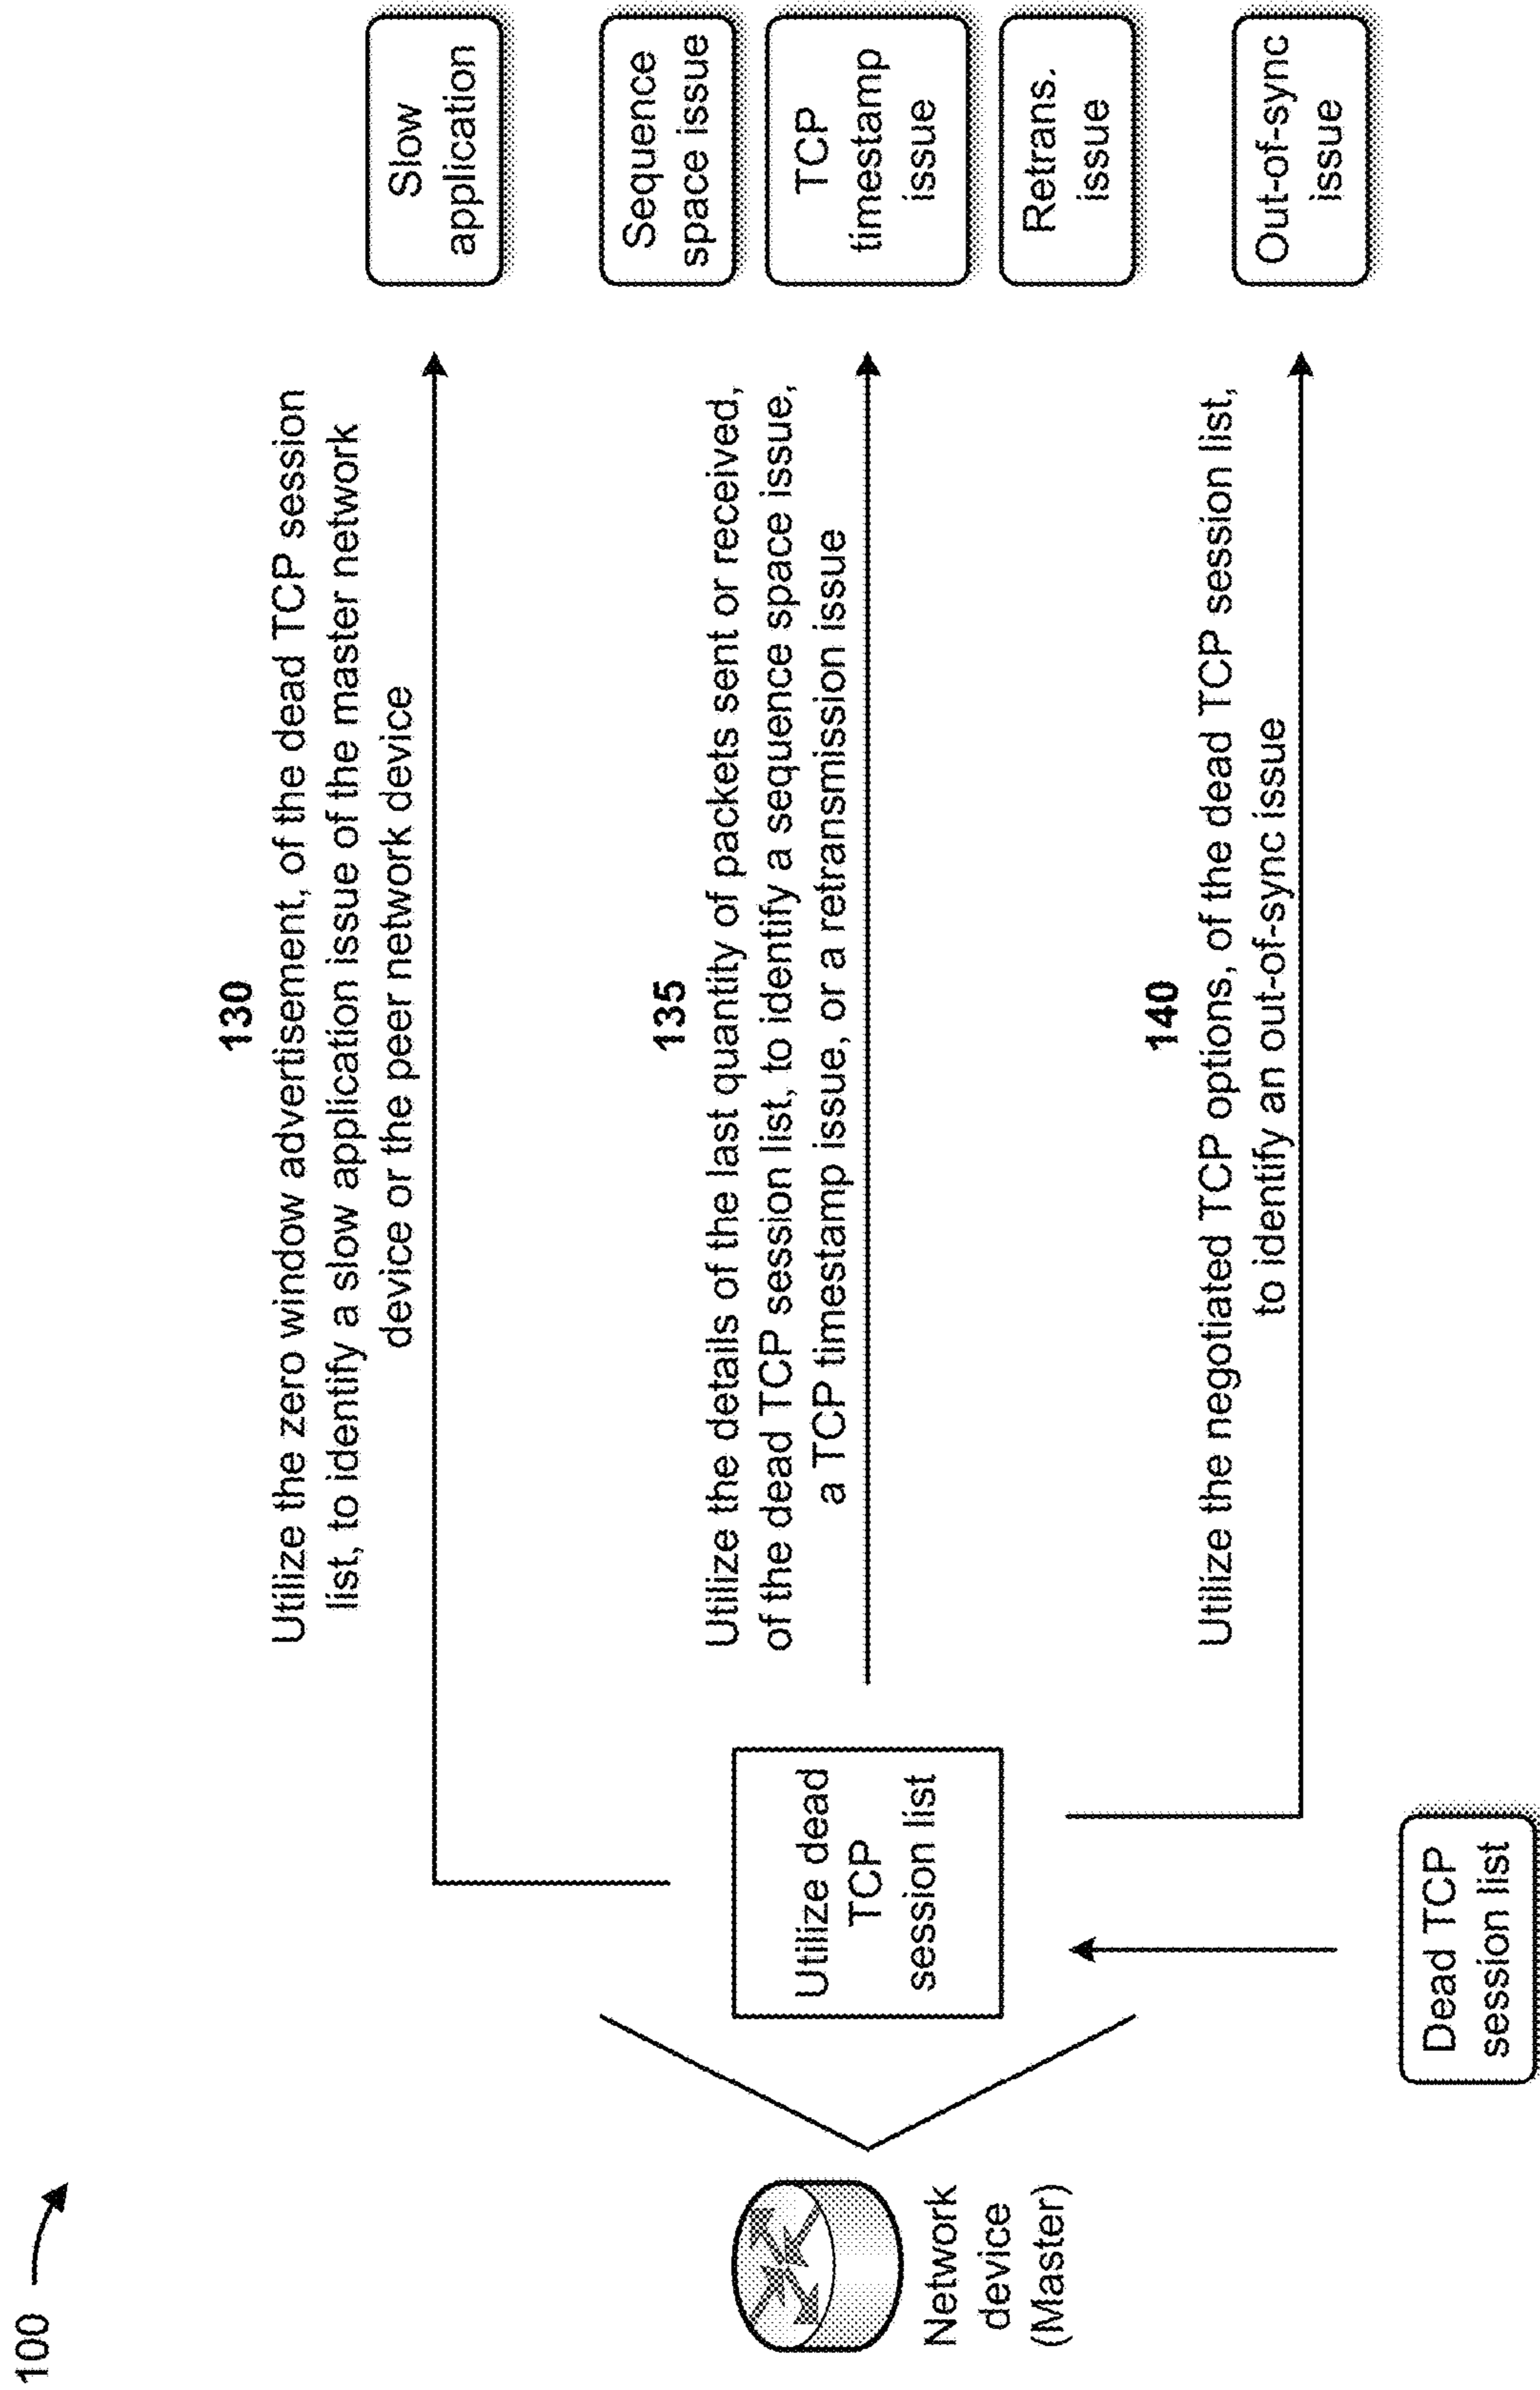 100
130
Utilize the zero window advertisement, of the dead TCP session
list, to identify a slow application issue of the master network
device or the peer network device
Slow
application
135
Utilize the details of the last quantity of packets sent or received,
of the dead TCP session list, to identify a sequence space issue,
a TCP timestamp issue, or a retransmission issue
Sequence
space issue
TCP
timestamp
issue
Retrans.
issue
Network
device
(Master)
Utilize dead
TCP
session list
140
Utilize the negotiated TCP options, of the dead TCP session list,
to identify an out-of-sync issue
Out-of-sync
issue
Dead TCP
session list